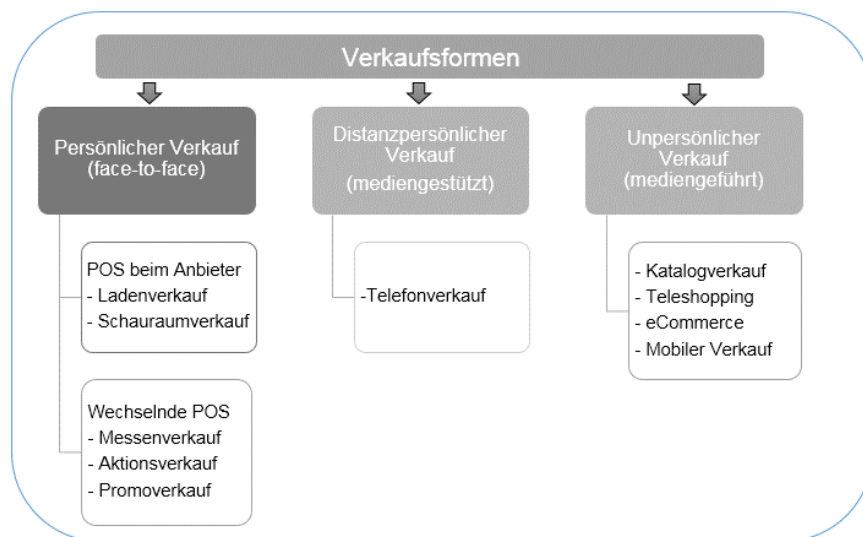 Verkaufsformen
Persönlicher Verkauf
(face-to-face)
POS beim Anbieter
- Ladenverkauf
- Schauraumverkauf
Wechselnde POS
- Messenverkauf
- Aktionsverkauf
- Promoverkauf
Distanzpersönlicher
Verkauf
(mediengestützt)
-Telefonverkauf
Unpersönlicher
Verkauf
(mediengeführt)
- Katalogverkauf
- Teleshopping
- eCommerce
- Mobiler Verkauf